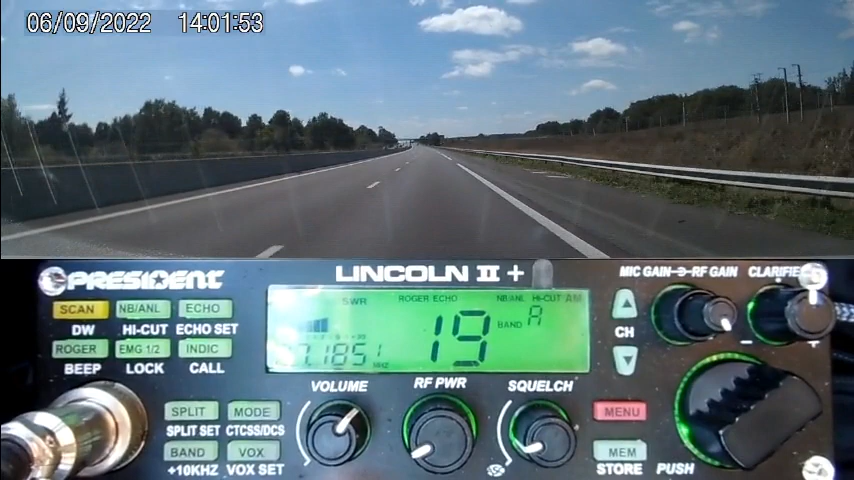 06/09/2022 14:01:53
PRESIDENT LINCOLN II + MIC GAIN RF GAIN CLARIFIER
SCAN NB/ANL ECHO
DW HI-CUT ECHO SET
ROGER EMG 1/2 INDIC
BEEP LOCK CALL
SWR ROGER ECHO NB/ANL HI-CUT AM
19 BAND A
MHZ
CH
VOLUME RF PWR SQUELCH
SPLIT MODE
SPLIT SET CTCSS/DCS
BAND VOX
+10KHZ VOX SET
MENU
MEM
STORE PUSH